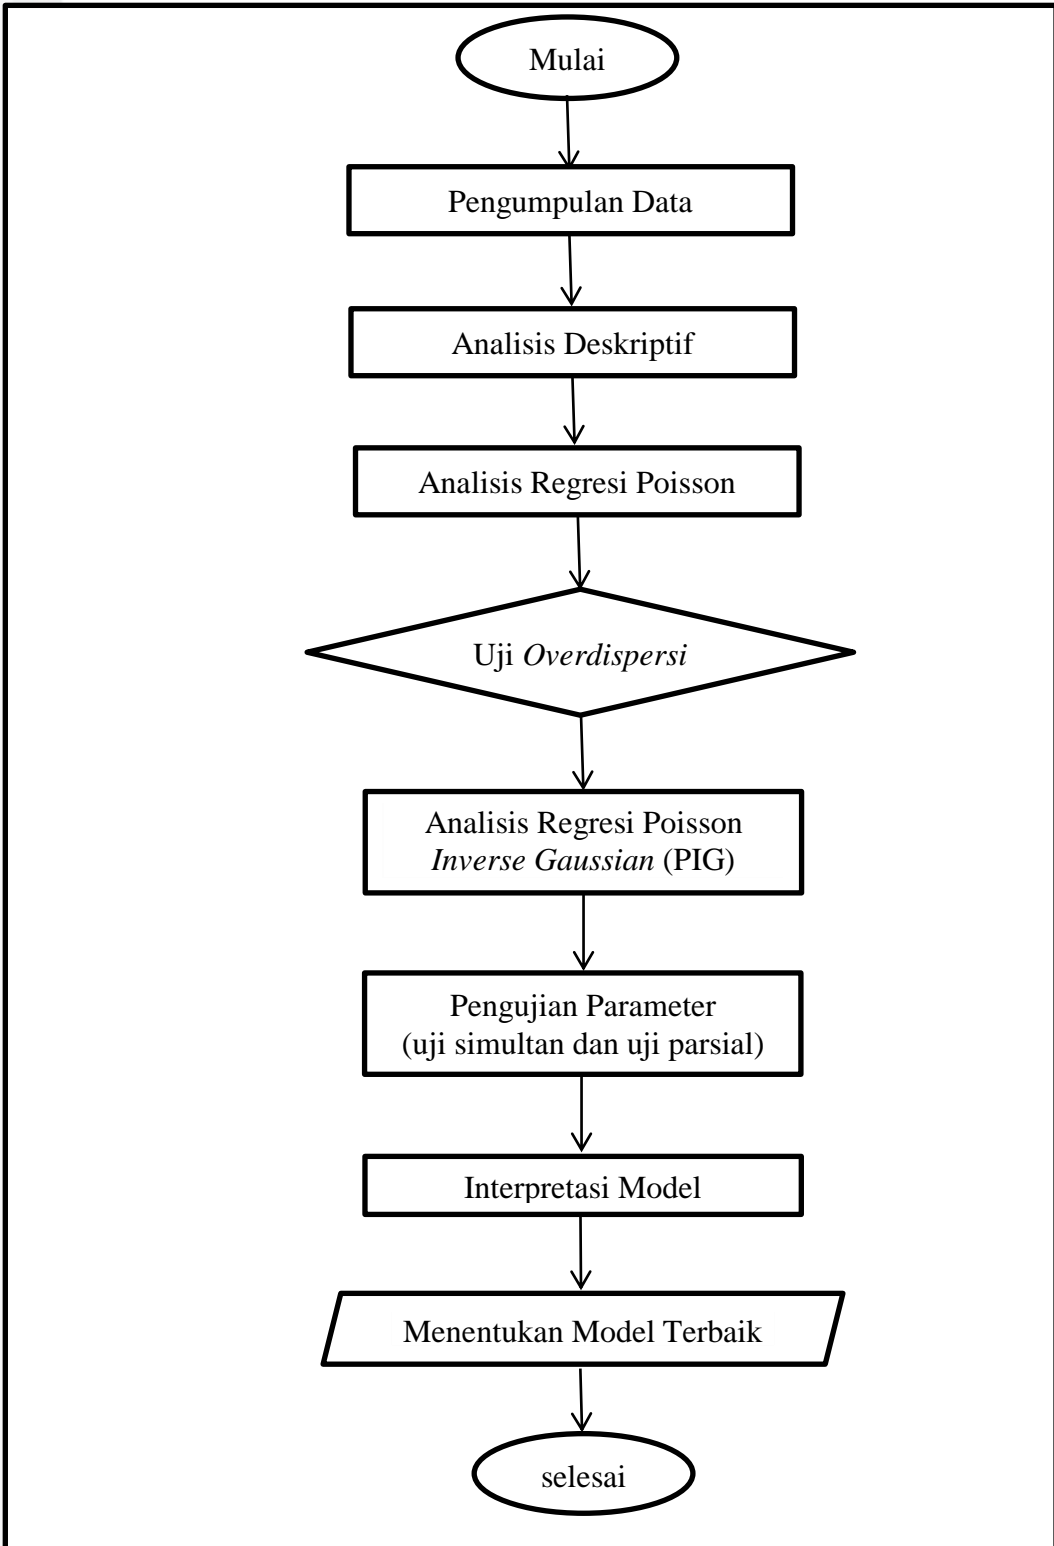 Mulai
Pengumpulan Data
Analisis Deskriptif
Analisis Regresi Poisson
Uji Overdispersi
Analisis Regresi Poisson
Inverse Gaussian (PIG)
Pengujian Parameter
(uji simultan dan uji parsial)
Interpretasi Model
Menentukan Model Terbaik
selesai